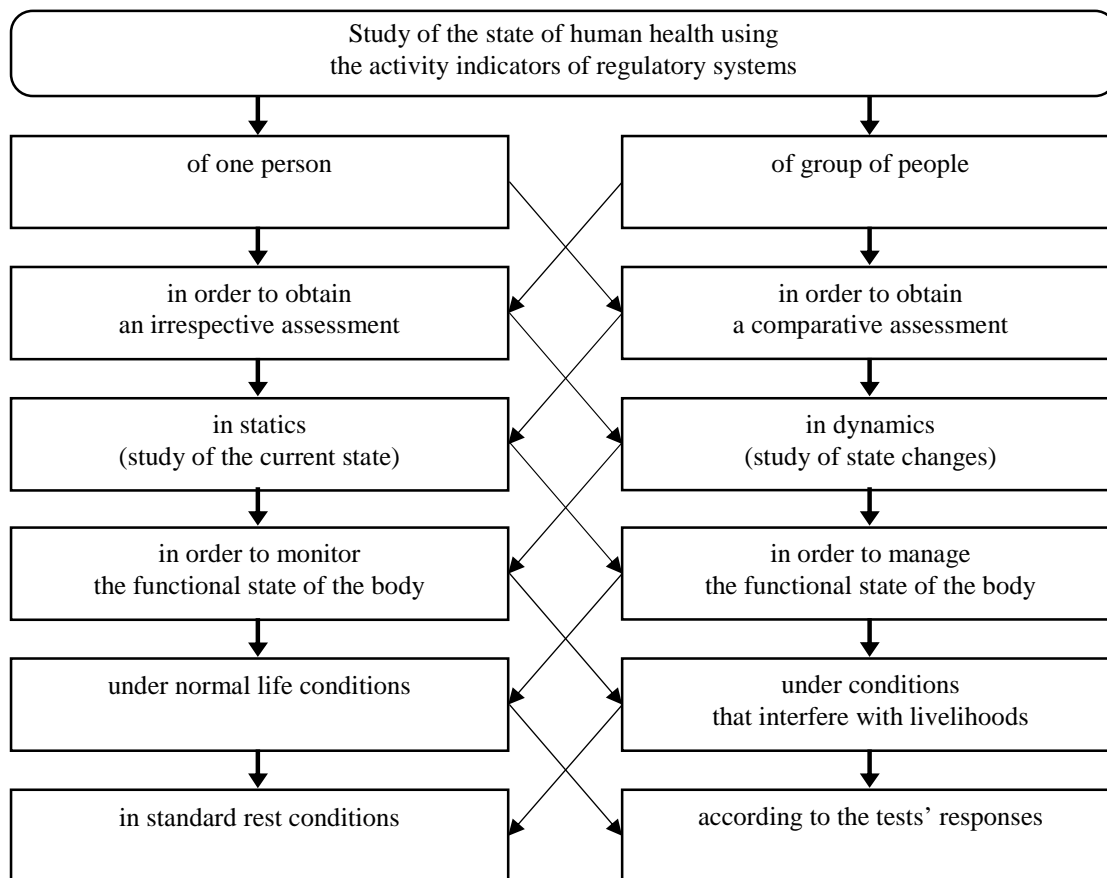 Study of the state of human health using
the activity indicators of regulatory systems
of one person
of group of people
in order to obtain
an irrespective assessment
in order to obtain
a comparative assessment
in statics
(study of the current state)
in dynamics
(study of state changes)
in order to monitor
the functional state of the body
in order to manage
the functional state of the body
under normal life conditions
under conditions
that interfere with livelihoods
in standard rest conditions
according to the tests’ responses